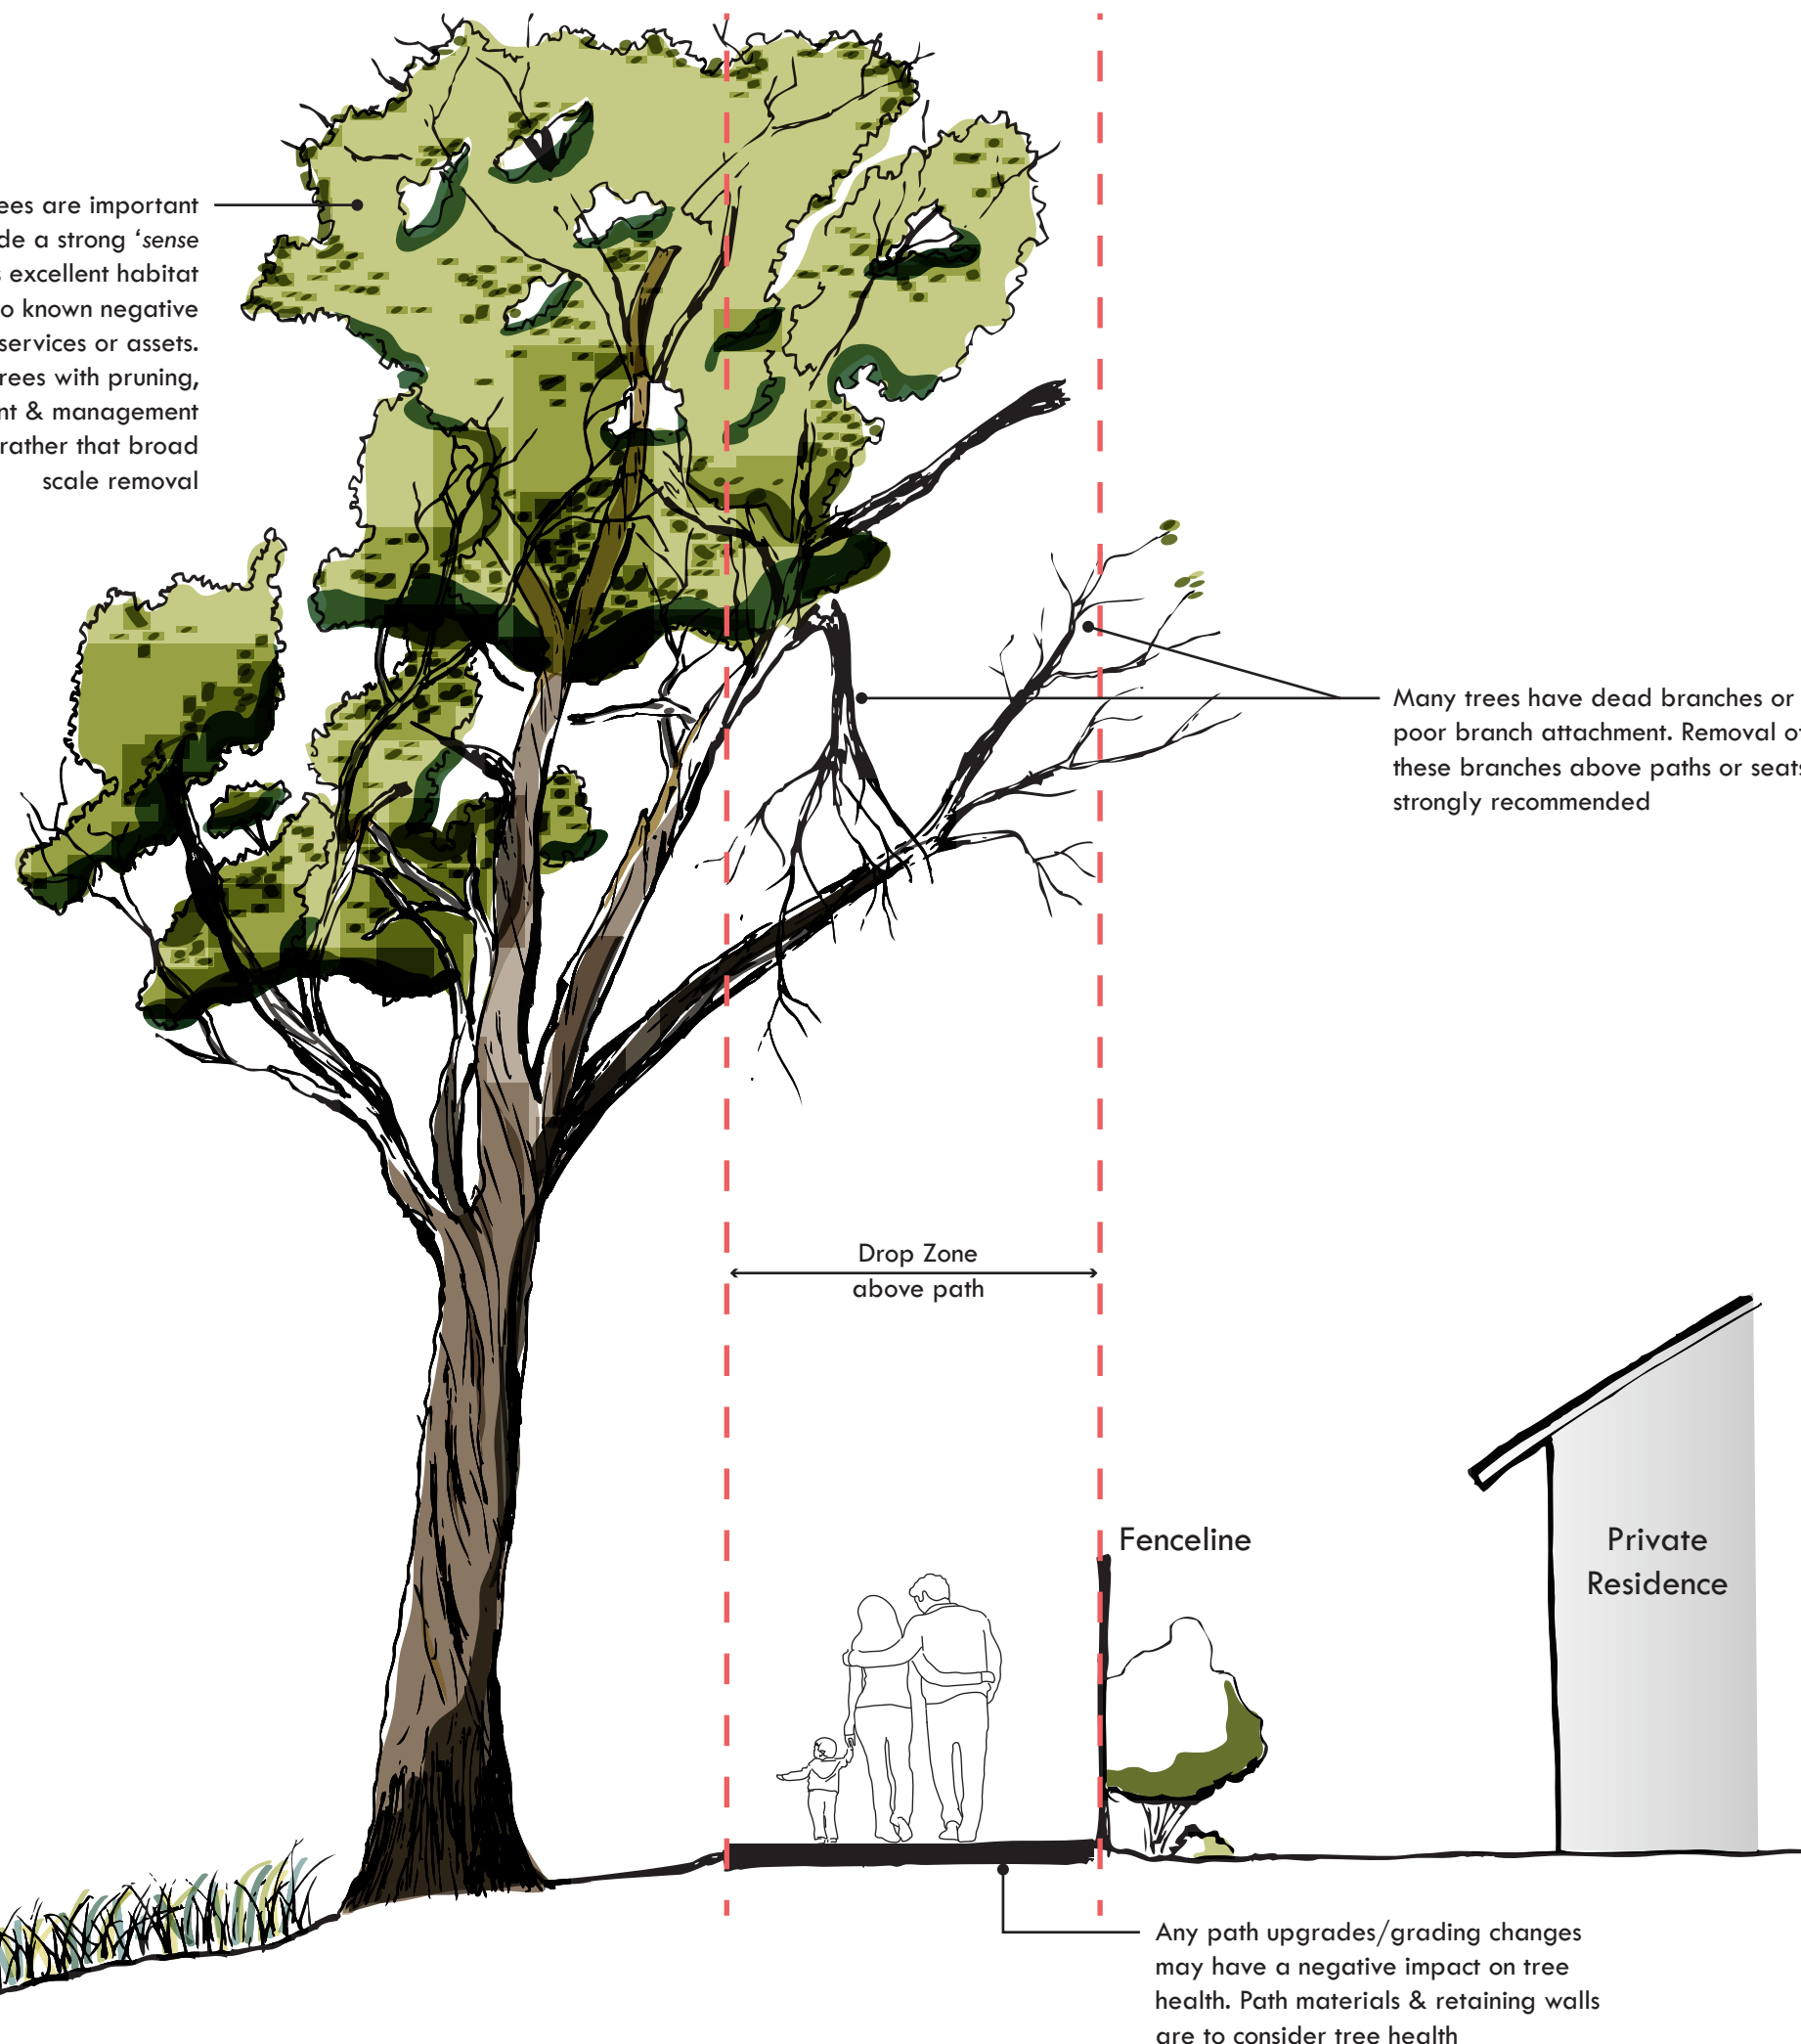 ees are important
de a strong ‘sense
s excellent habitat
o known negative
services or assets.
rees with pruning,
nt & management
rather that broad
scale removal
Many trees have dead branches or
poor branch attachment. Removal of
these branches above paths or seats
strongly recommended
Drop Zone
above path
Fenceline
Private
Residence
Any path upgrades/grading changes
may have a negative impact on tree
health. Path materials & retaining walls
are to consider tree health